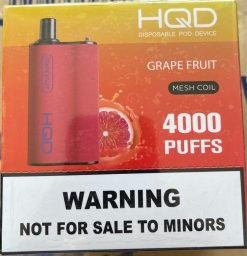 HQD
DISPOSABLE POD DEVICE
GRAPE FRUIT
MESH COIL
HQD
4000
PUFFS
WARNING
NOT FOR SALE TO MINORS